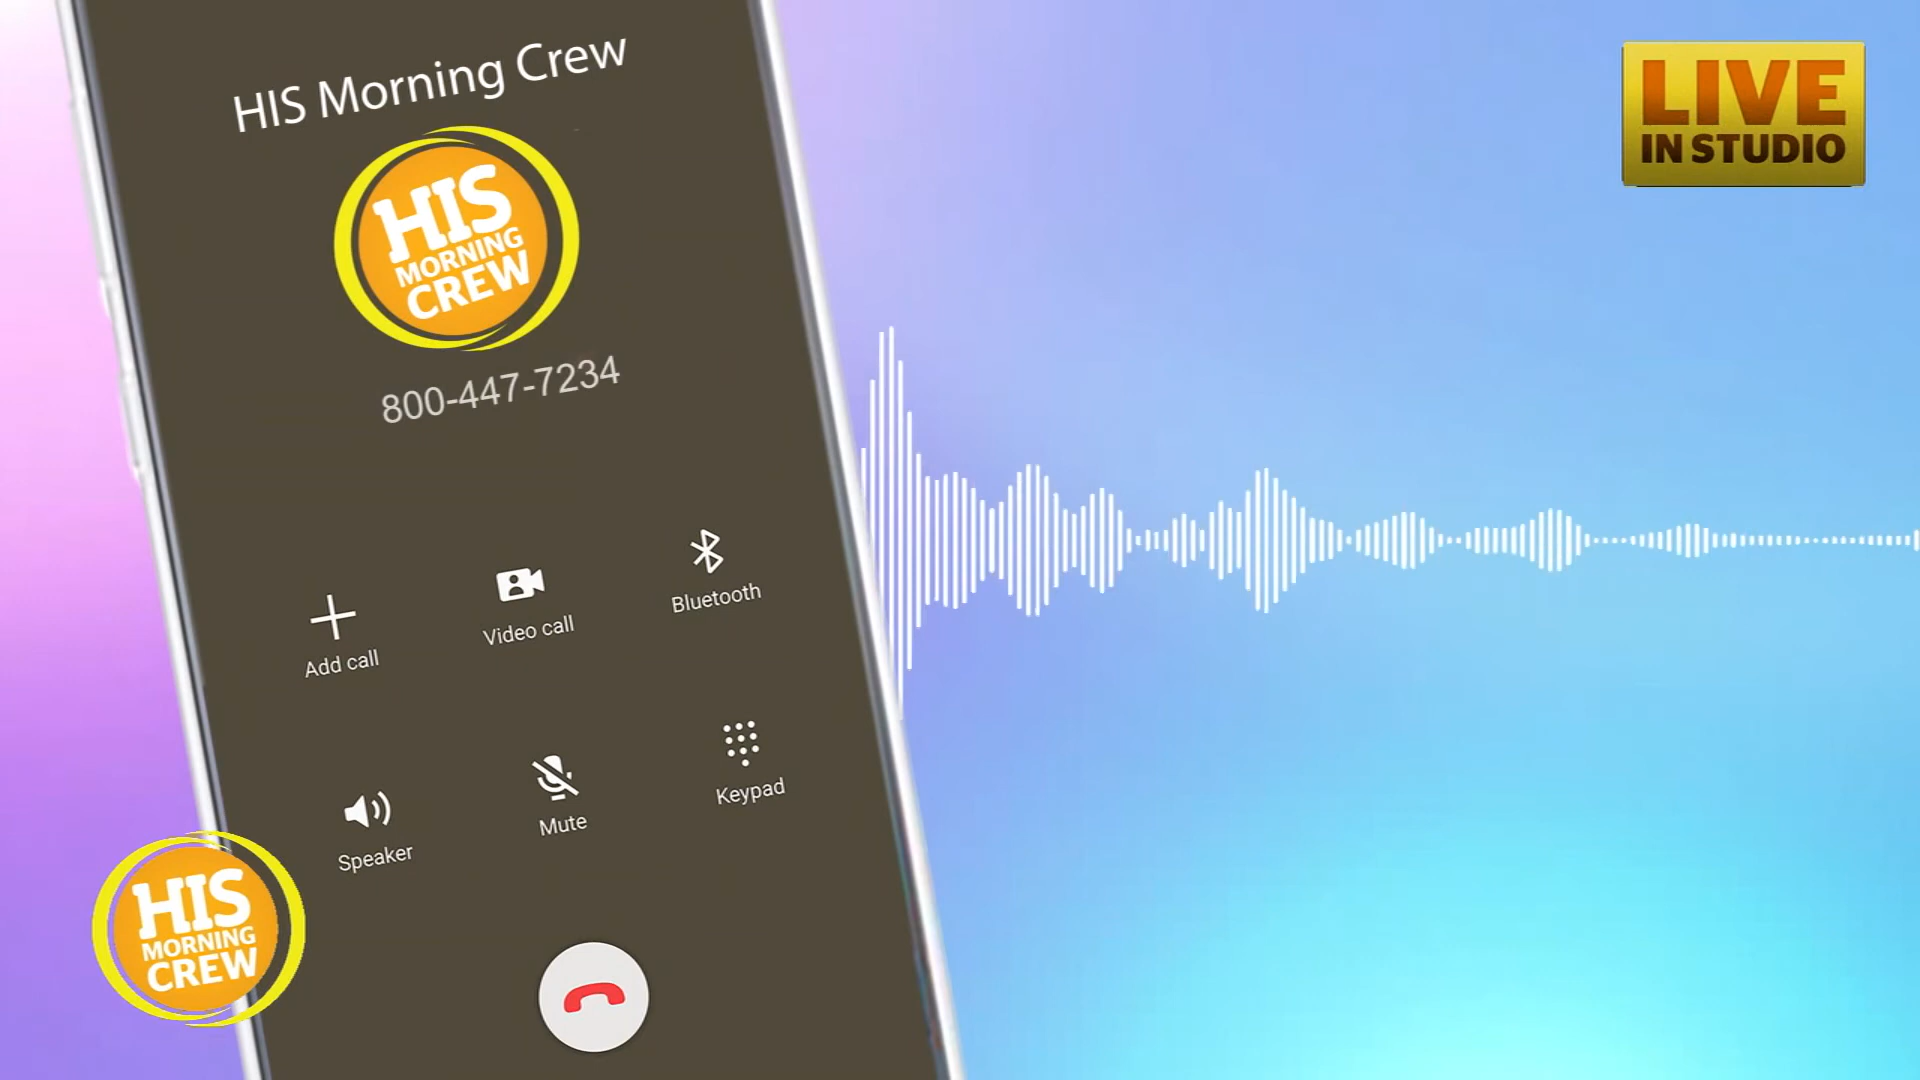 HIS Morning Crew
HIS
MORNING
CREW
800-447-7234
Add call
Video call
Bluetooth
Speaker
Mute
Keypad
HIS
MORNING
CREW
LIVE
IN STUDIO